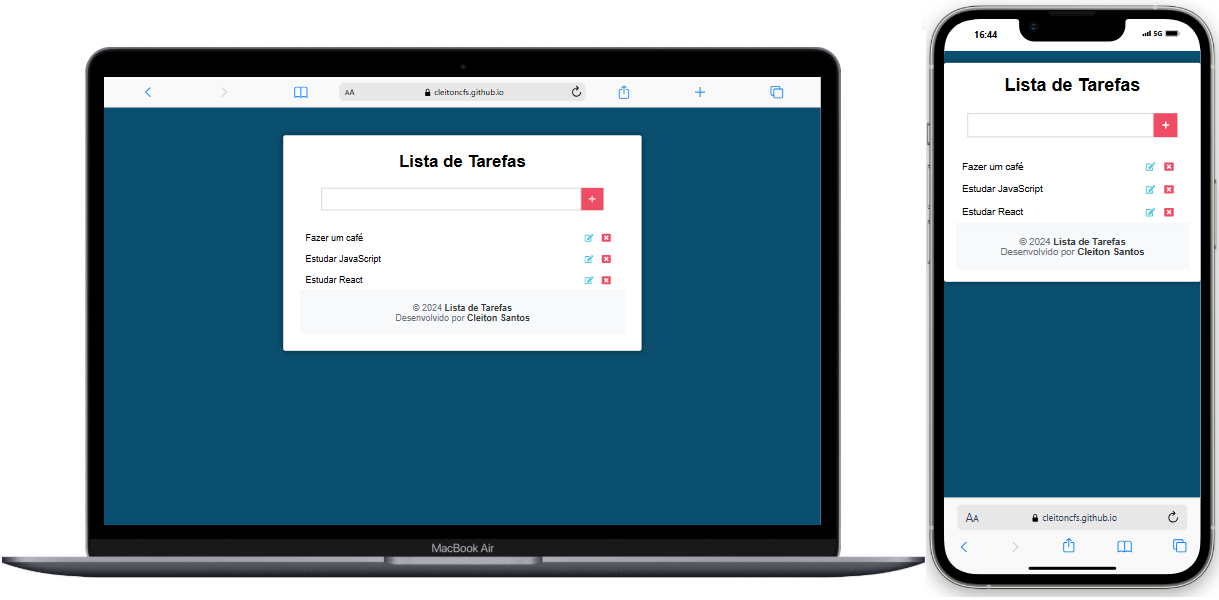 AA
cleitoncfs.github.io
Lista de Tarefas
+
Fazer um café
Estudar JavaScript
Estudar React
© 2024 Lista de Tarefas
Desenvolvido por Cleiton Santos
MacBook Air
16:44
5G
Lista de Tarefas
+
Fazer um café
Estudar JavaScript
Estudar React
© 2024 Lista de Tarefas
Desenvolvido por Cleiton Santos
AA
cleitoncfs.github.io